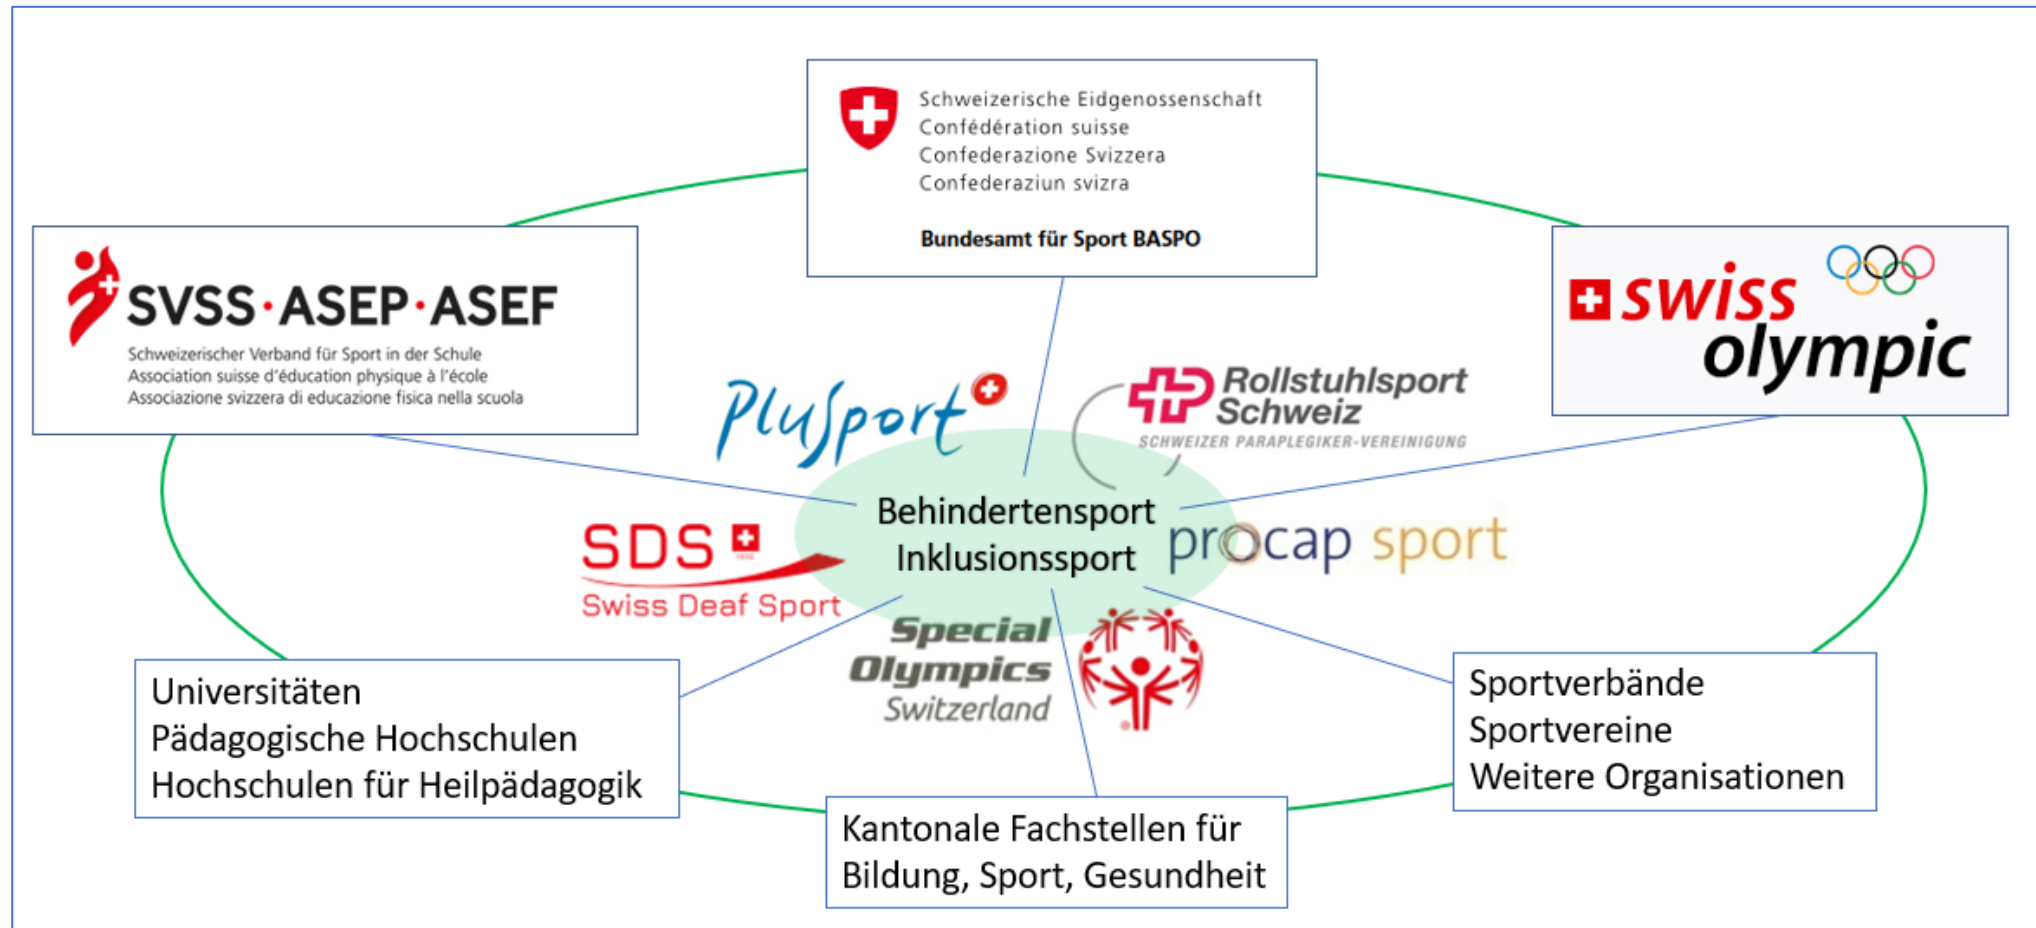 Schweizerische Eidgenossenschaft
Confédération suisse
Confederazione Svizzera
Confederaziun svizra
Bundesamt für Sport BASPO
SVSS·ASEP·ASEF
Schweizerischer Verband für Sport in der Schule
Association suisse d'éducation physique à l'école
Associazione svizzera di educazione fisica nella scuola
swiss
olympic
PluSport
Rollstuhlsport
Schweiz
SCHWEIZER PARAPLEGIKER-VEREINIGUNG
Behindertensport
Inklusionssport
SDS
Swiss Deaf Sport
procap sport
Special
Olympics
Switzerland
Universitäten
Pädagogische Hochschulen
Hochschulen für Heilpädagogik
Sportverbände
Sportvereine
Weitere Organisationen
Kantonale Fachstellen für
Bildung, Sport, Gesundheit